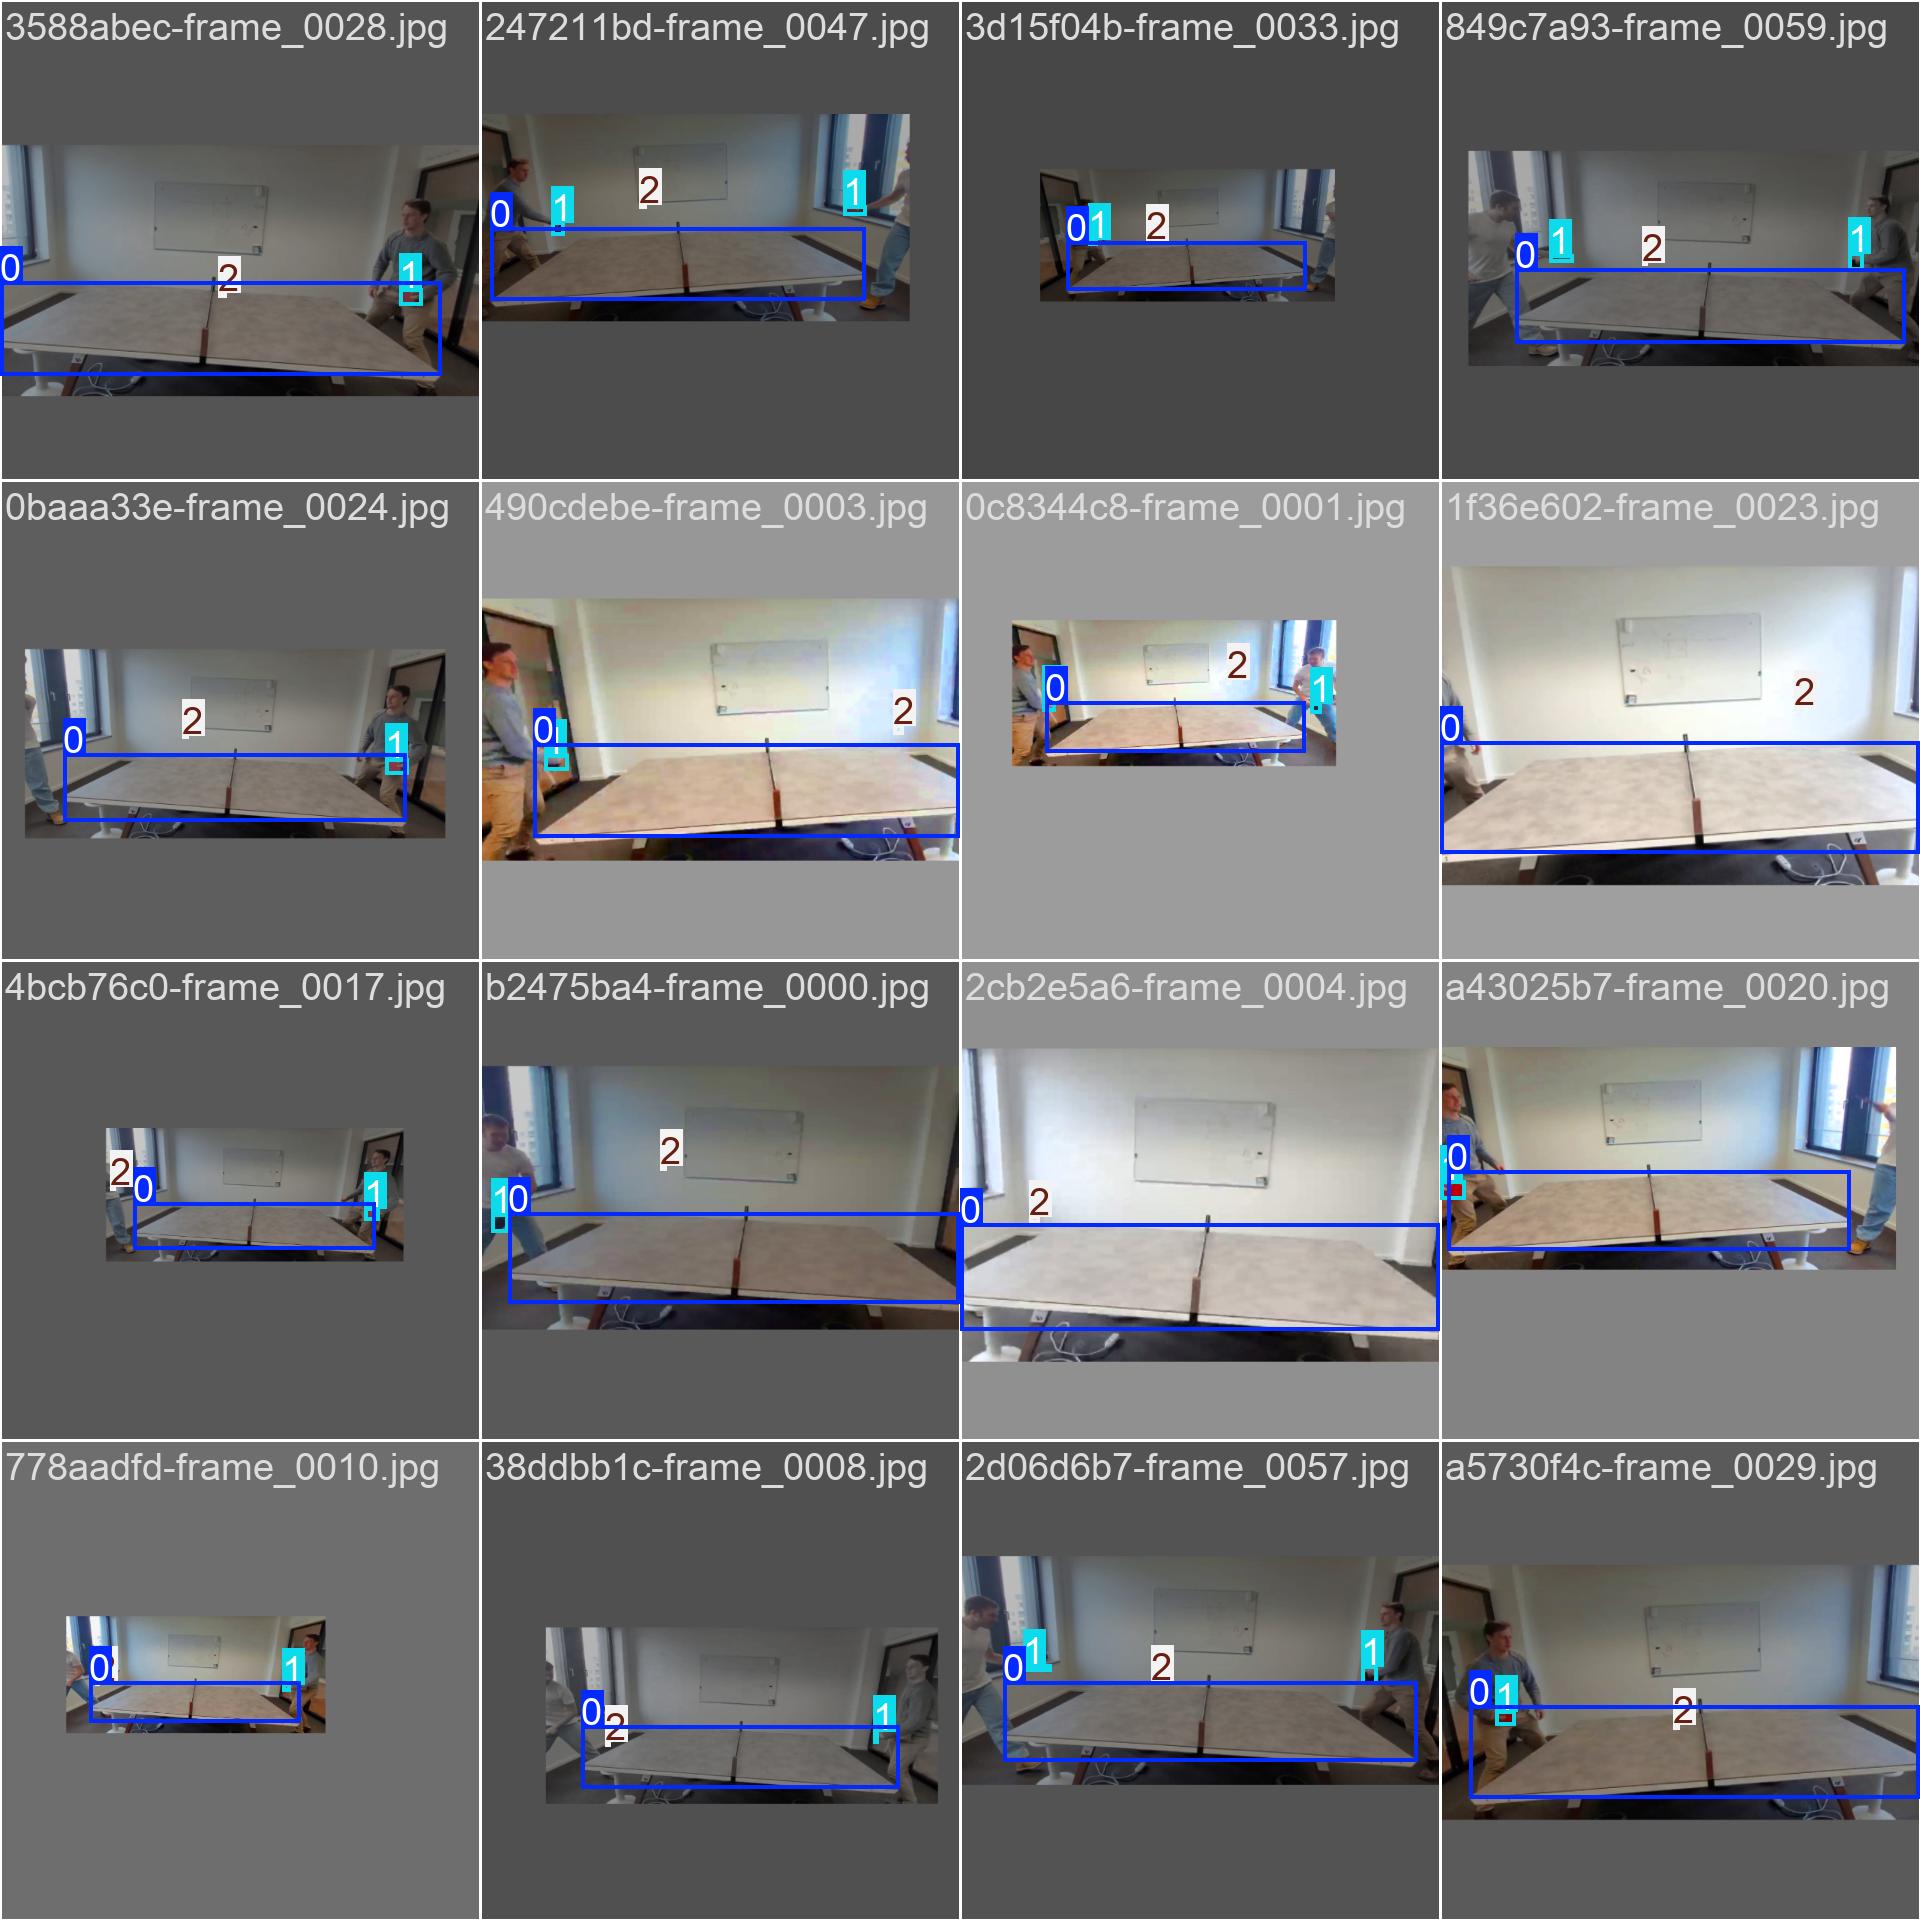 3588abec-frame_0028.jpg
2
0
1
247211bd-frame_0047.jpg
2
1
1
0
3d15f04b-frame_0033.jpg
0
1
2
849c7a93-frame_0059.jpg
1
1
2
0
0baaa33e-frame_0024.jpg
2
0
1
490cdebe-frame_0003.jpg
2
0
0c8344c8-frame_0001.jpg
2
0
1
1f36e602-frame_0023.jpg
2
0
4bcb76c0-frame_0017.jpg
2
0
1
b2475ba4-frame_0000.jpg
2
1
0
2cb2e5a6-frame_0004.jpg
2
0
a43025b7-frame_0020.jpg
0
778aadfd-frame_0010.jpg
0
1
38ddbb1c-frame_0008.jpg
0
2
1
2d06d6b7-frame_0057.jpg
1
1
0
2
a5730f4c-frame_0029.jpg
0
1
2